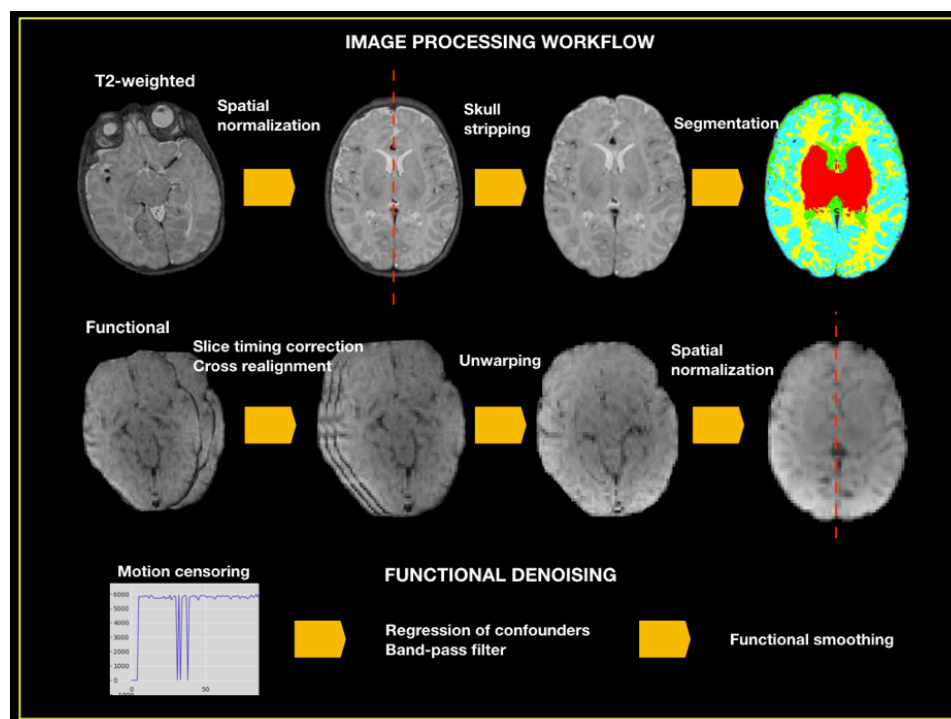 IMAGE PROCESSING WORKFLOW
T2-weighted
Spatial
normalization
Skull
stripping
Segmentation
Functional
Slice timing correction
Cross realignment
Unwarping
Spatial
normalization
Motion censoring
FUNCTIONAL DENOISING
6000
5000
4000
3000
2000
1000
0
0
50
Regression of confounders
Band-pass filter
Functional smoothing